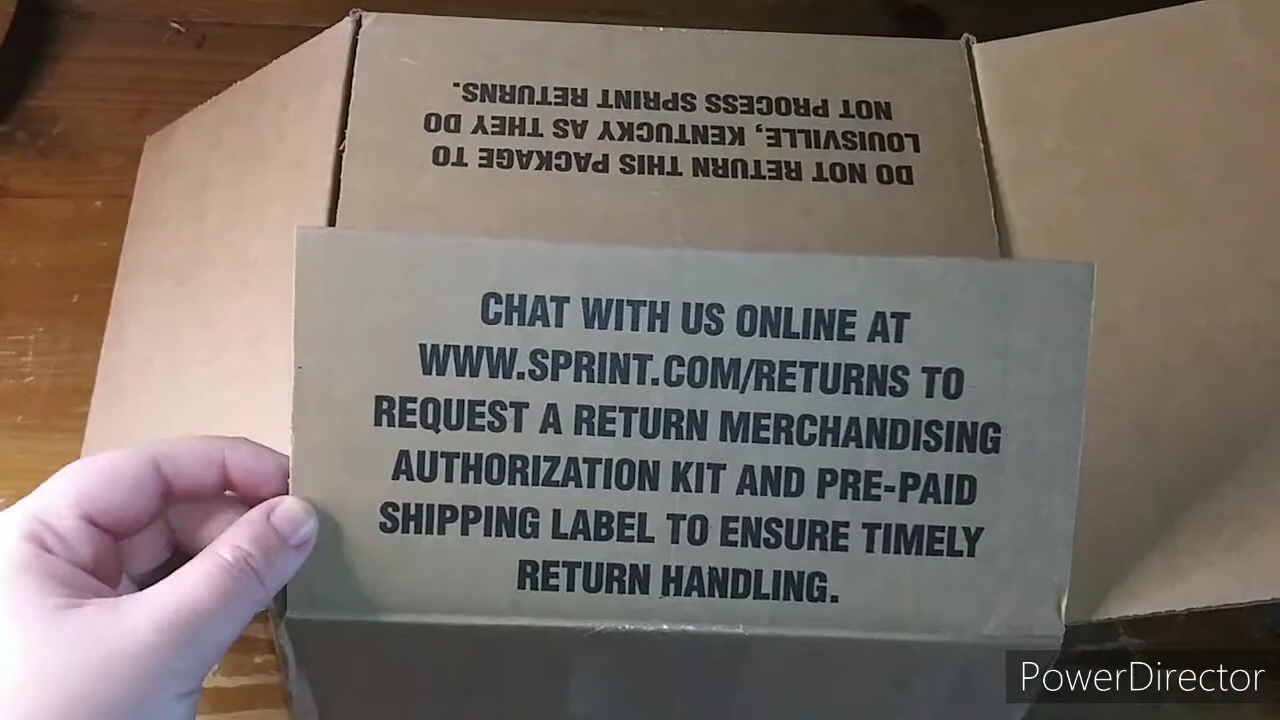 DO NOT RETURN THIS PACKAGE TO
LOUISVILLE, KENTUCKY AS THEY DO
NOT PROCESS SPRINT RETURNS.
CHAT WITH US ONLINE AT
WWW.SPRINT.COM/RETURNS TO
REQUEST A RETURN MERCHANDISING
AUTHORIZATION KIT AND PRE-PAID
SHIPPING LABEL TO ENSURE TIMELY
RETURN HANDLING.
PowerDirector